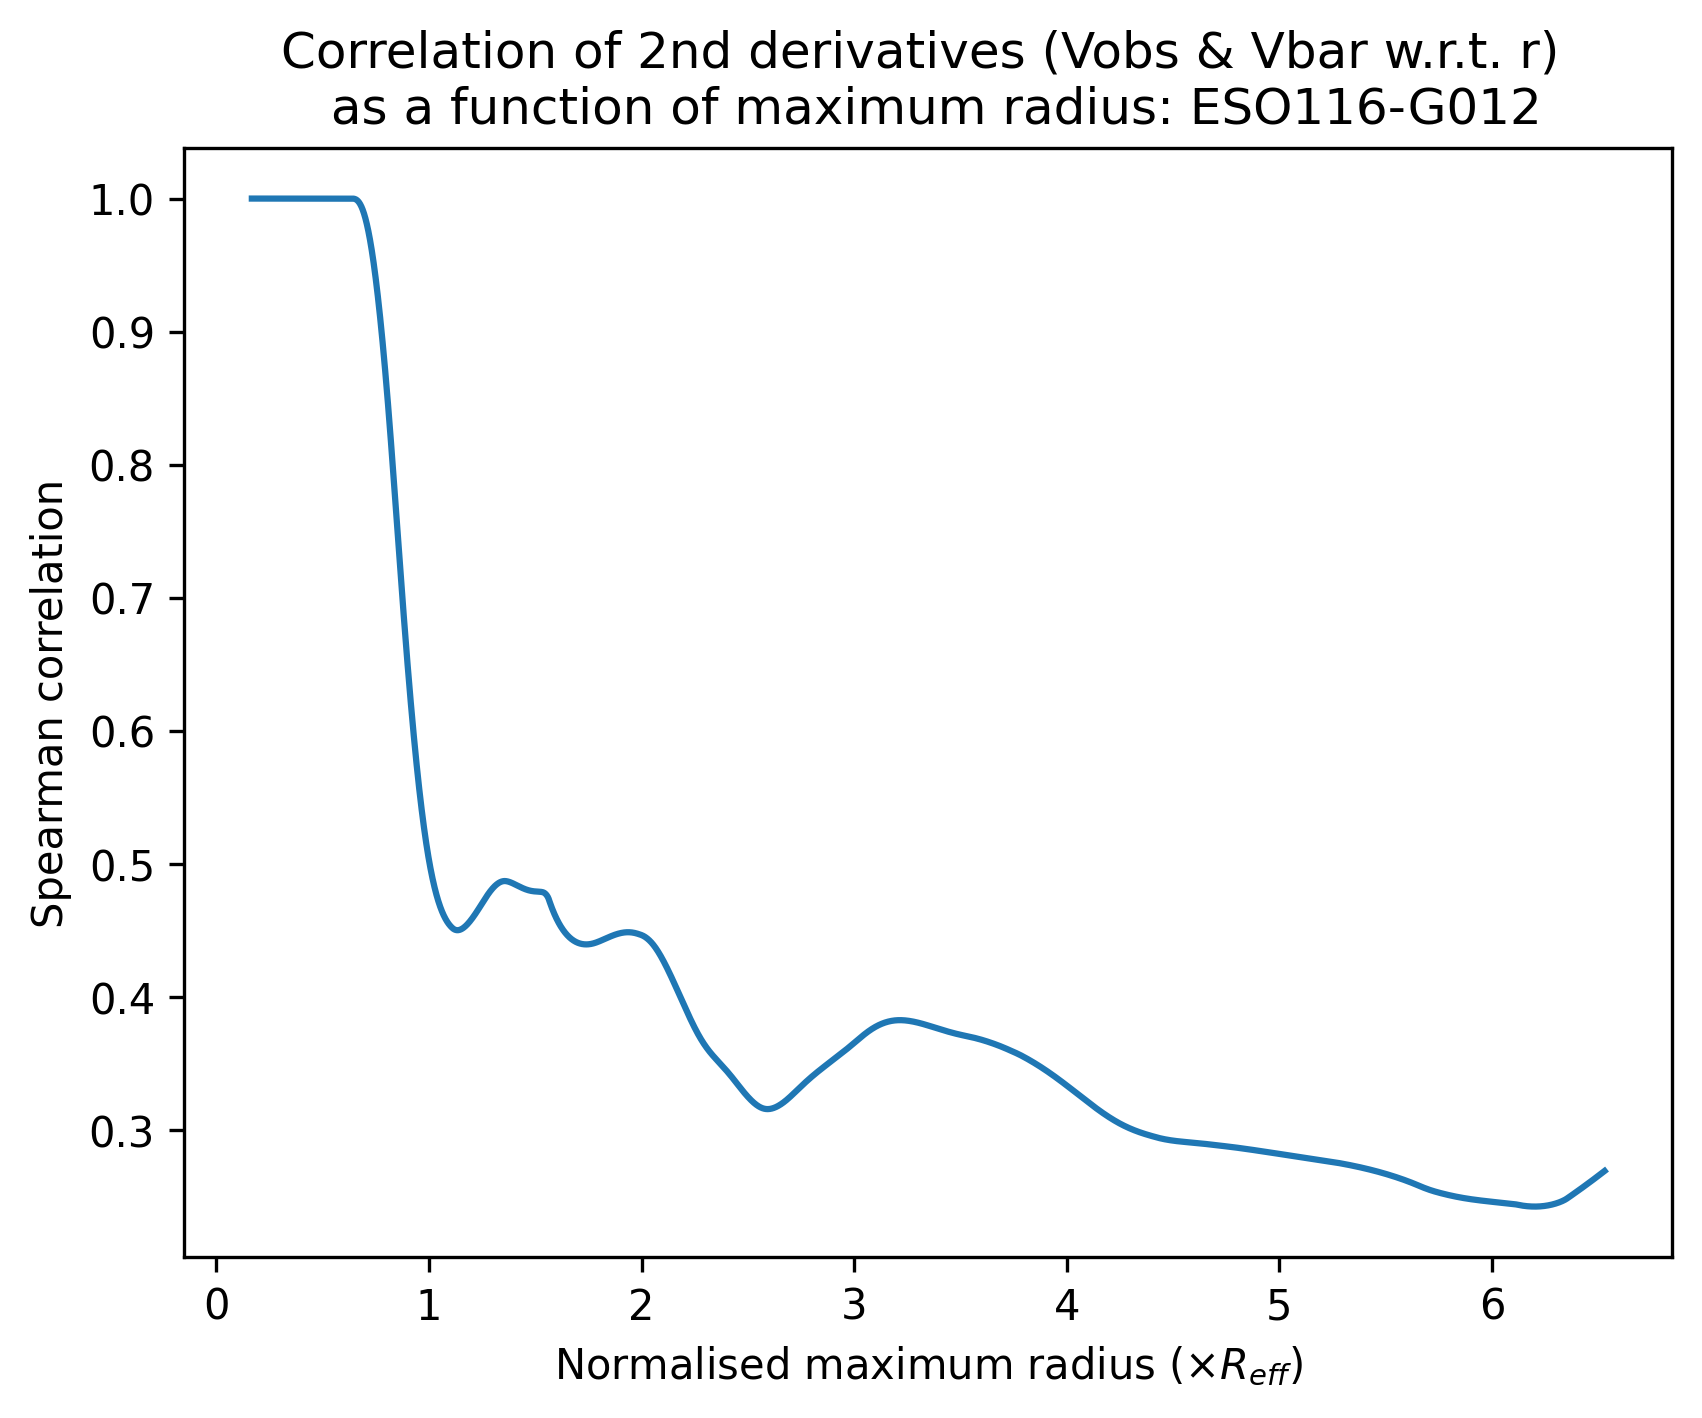 Correlation of 2nd derivatives (Vobs & Vbar w.r.t. r)
as a function of maximum radius: ESO116-G012
1.0
0.9
0.8
0.7
0.6
0.5
0.4
0.3
Spearman correlation
0 1 2 3 4 5 6
Normalised maximum radius (×R_eff)